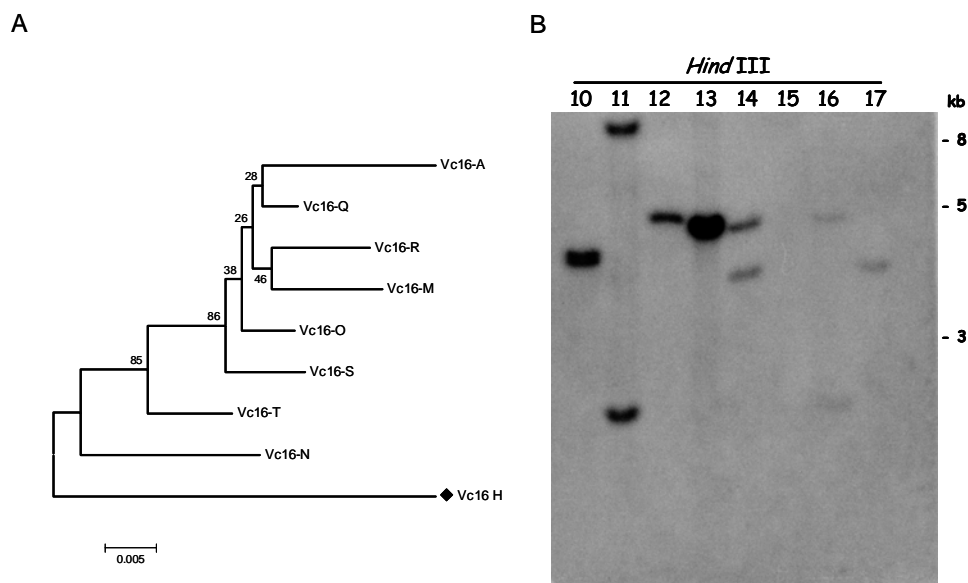 A
28
Vc16-A
Vc16-Q
26
Vc16-R
46
Vc16-M
38
Vc16-O
86
Vc16-S
85
Vc16-T
Vc16-N
Vc16 H
0.005
B
Hind III
10 11 12 13 14 15 16 17 kb
- 8
- 5
- 3